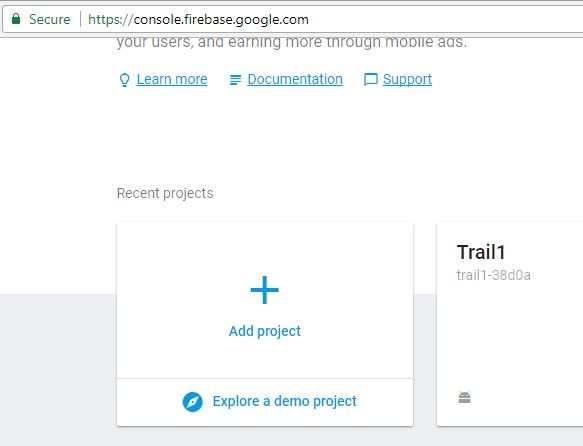 Secure https://console.firebase.google.com
your users, and earning more through mobile ads.
Learn more Documentation Support
Recent projects
Add project
Explore a demo project
Trail1
trail1-38d0a